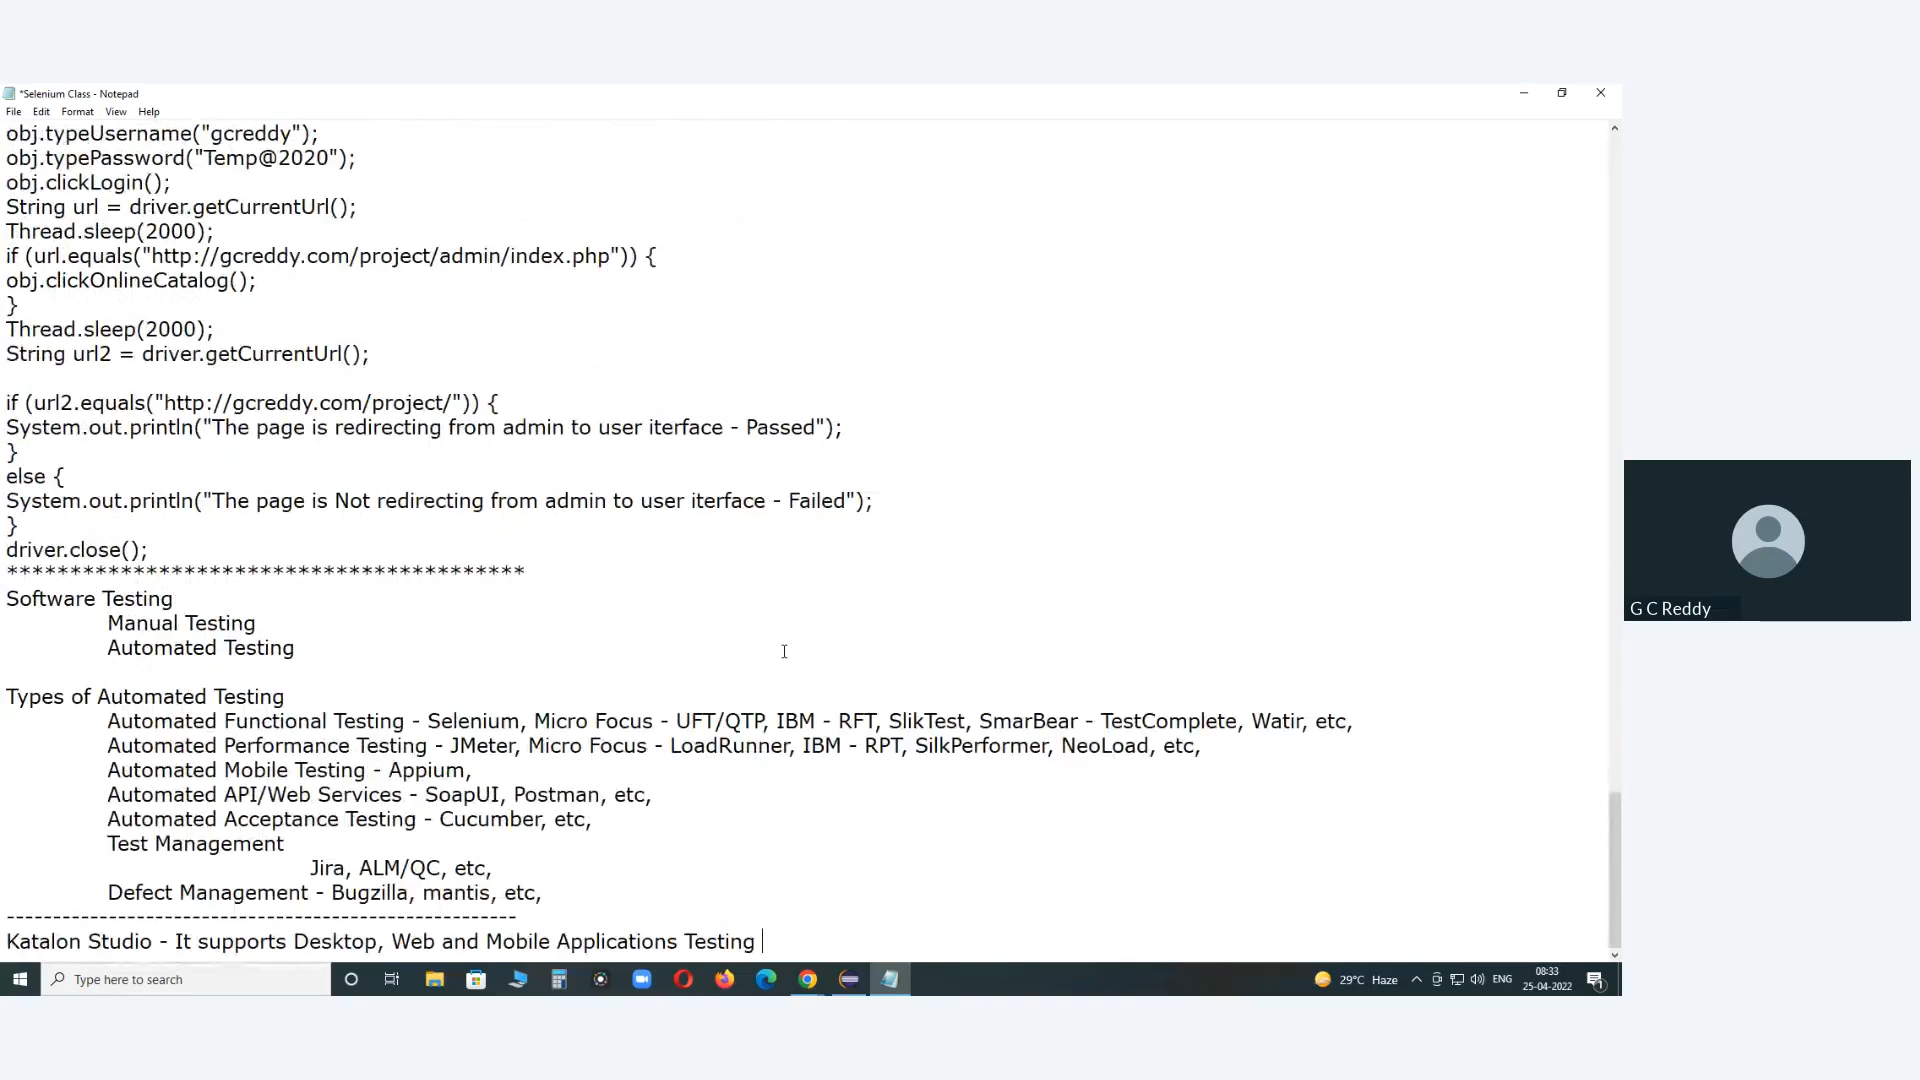 *Selenium Class - Notepad
File Edit Format View Help
obj.typeUsername("gcreddy");
obj.typePassword("Temp@2020");
obj.clickLogin();
String url = driver.getCurrentUrl();
Thread.sleep(2000);
if (url.equals("http://gcreddy.com/project/admin/index.php")) {
obj.clickOnlineCatalog();
}
Thread.sleep(2000);
String url2 = driver.getCurrentUrl();
if (url2.equals("http://gcreddy.com/project/")) {
System.out.println("The page is redirecting from admin to user iterface - Passed");
}
else {
System.out.println("The page is Not redirecting from admin to user iterface - Failed");
}
driver.close();
*****************************************
Software Testing
Manual Testing
Automated Testing
Types of Automated Testing
Automated Functional Testing - Selenium, Micro Focus - UFT/QTP, IBM - RFT, SlikTest, SmarBear - TestComplete, Watir, etc,
Automated Performance Testing - JMeter, Micro Focus - LoadRunner, IBM - RPT, SilkPerformer, NeoLoad, etc,
Automated Mobile Testing - Appium,
Automated API/Web Services - SoapUI, Postman, etc,
Automated Acceptance Testing - Cucumber, etc,
Test Management
Jira, ALM/QC, etc,
Defect Management - Bugzilla, mantis, etc,
-------------------------------------------------------
Katalon Studio - It supports Desktop, Web and Mobile Applications Testing
G C Reddy
Type here to search
29°C Haze
ENG
08:33
25-04-2022
1